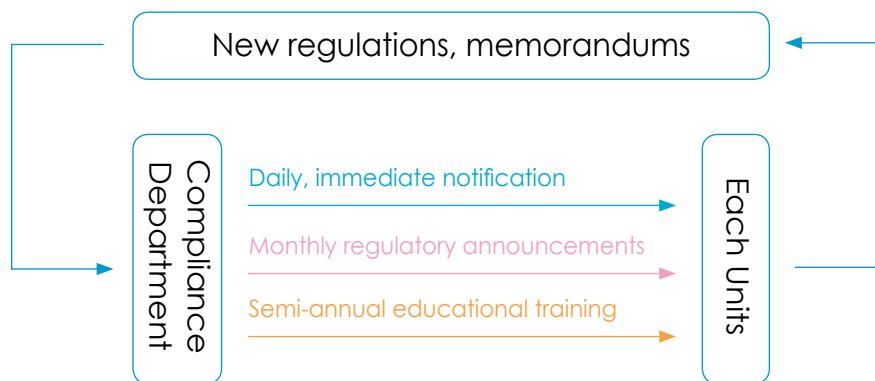 New regulations, memorandums
Compliance
Department
Daily, immediate notification
Monthly regulatory announcements
Semi-annual educational training
Each Units